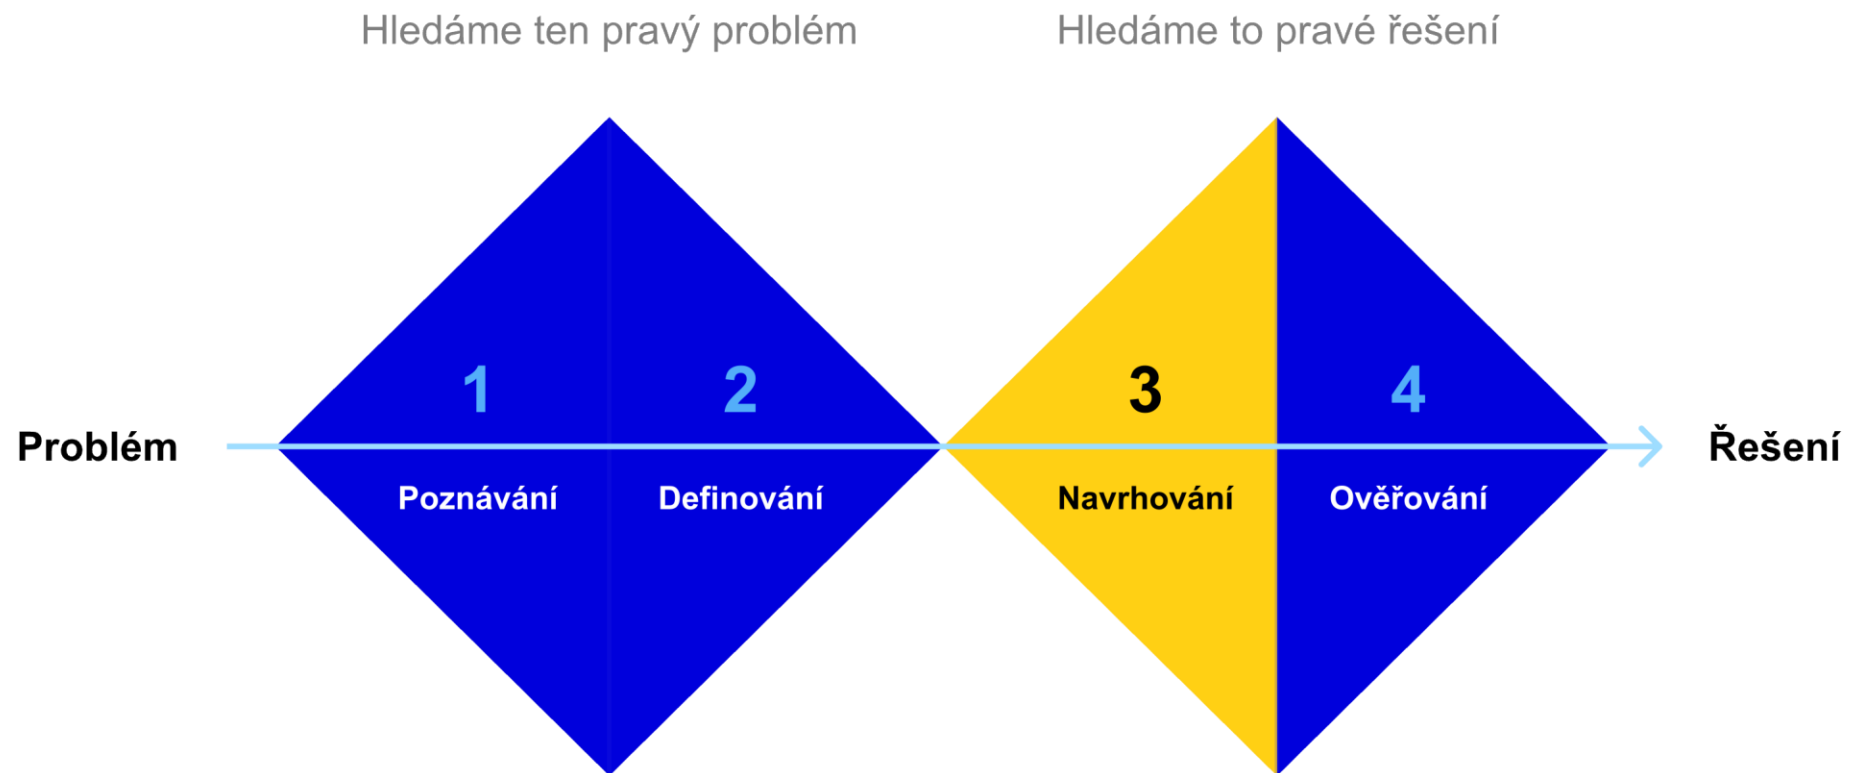 Hledáme ten pravý problém
Hledáme to pravé řešení
1
2
3
4
Problém
Řešení
Poznávání
Definování
Navrhování
Ověřování